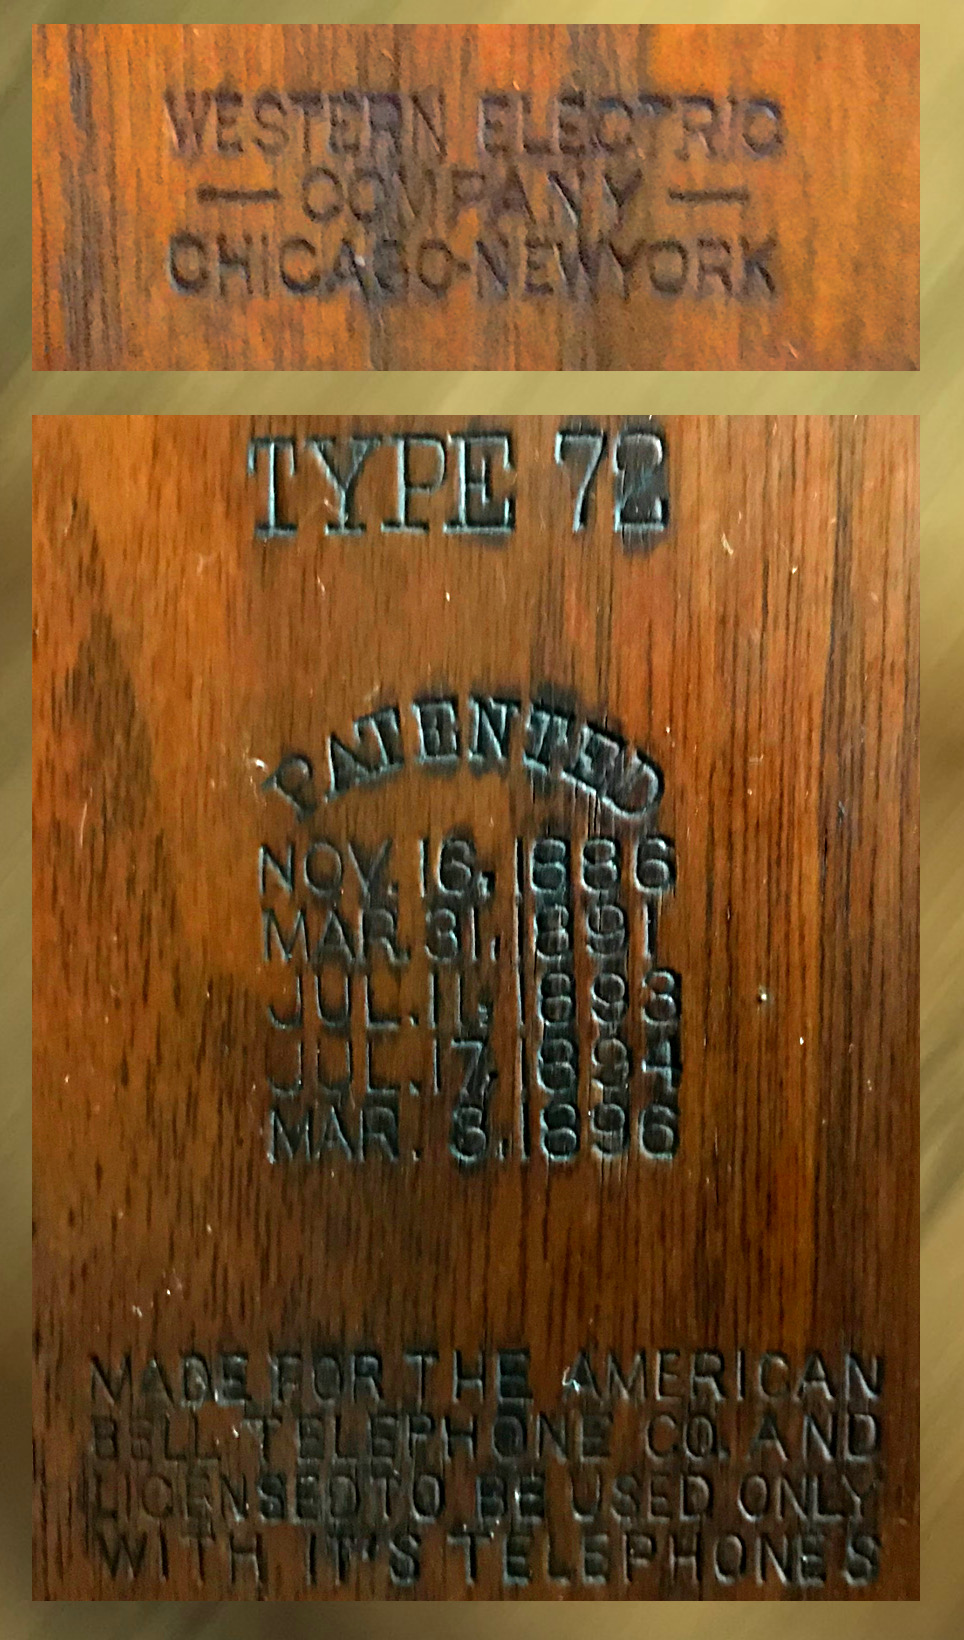 WESTERN ELECTRIC
— COMPANY —
CHICAGO-NEW YORK
TYPE 72
PATENTED
NOV. 16, 1886
MAR. 31, 1891
JUL. 11, 1893
JUL. 17, 1894
MAR. 3, 1896
MADE FOR THE AMERICAN
BELL TELEPHONE CO. AND
LICENSED TO BE USED ONLY
WITH IT'S TELEPHONES